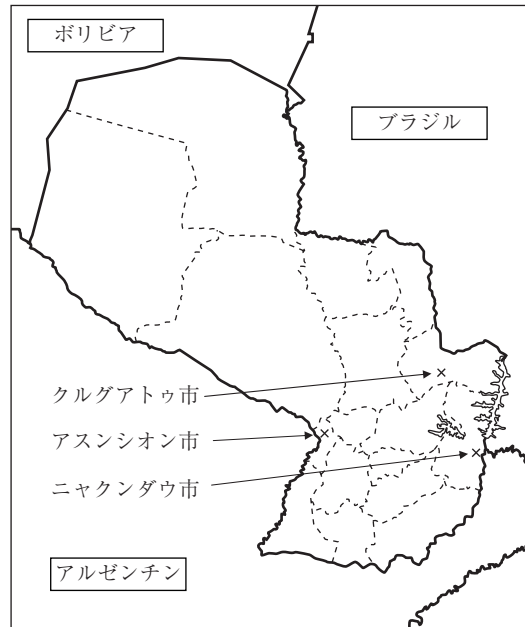 ボリビア
ブラジル
クルグアトゥ市
アスンシオン市
ニャクンダウ市
アルゼンチン